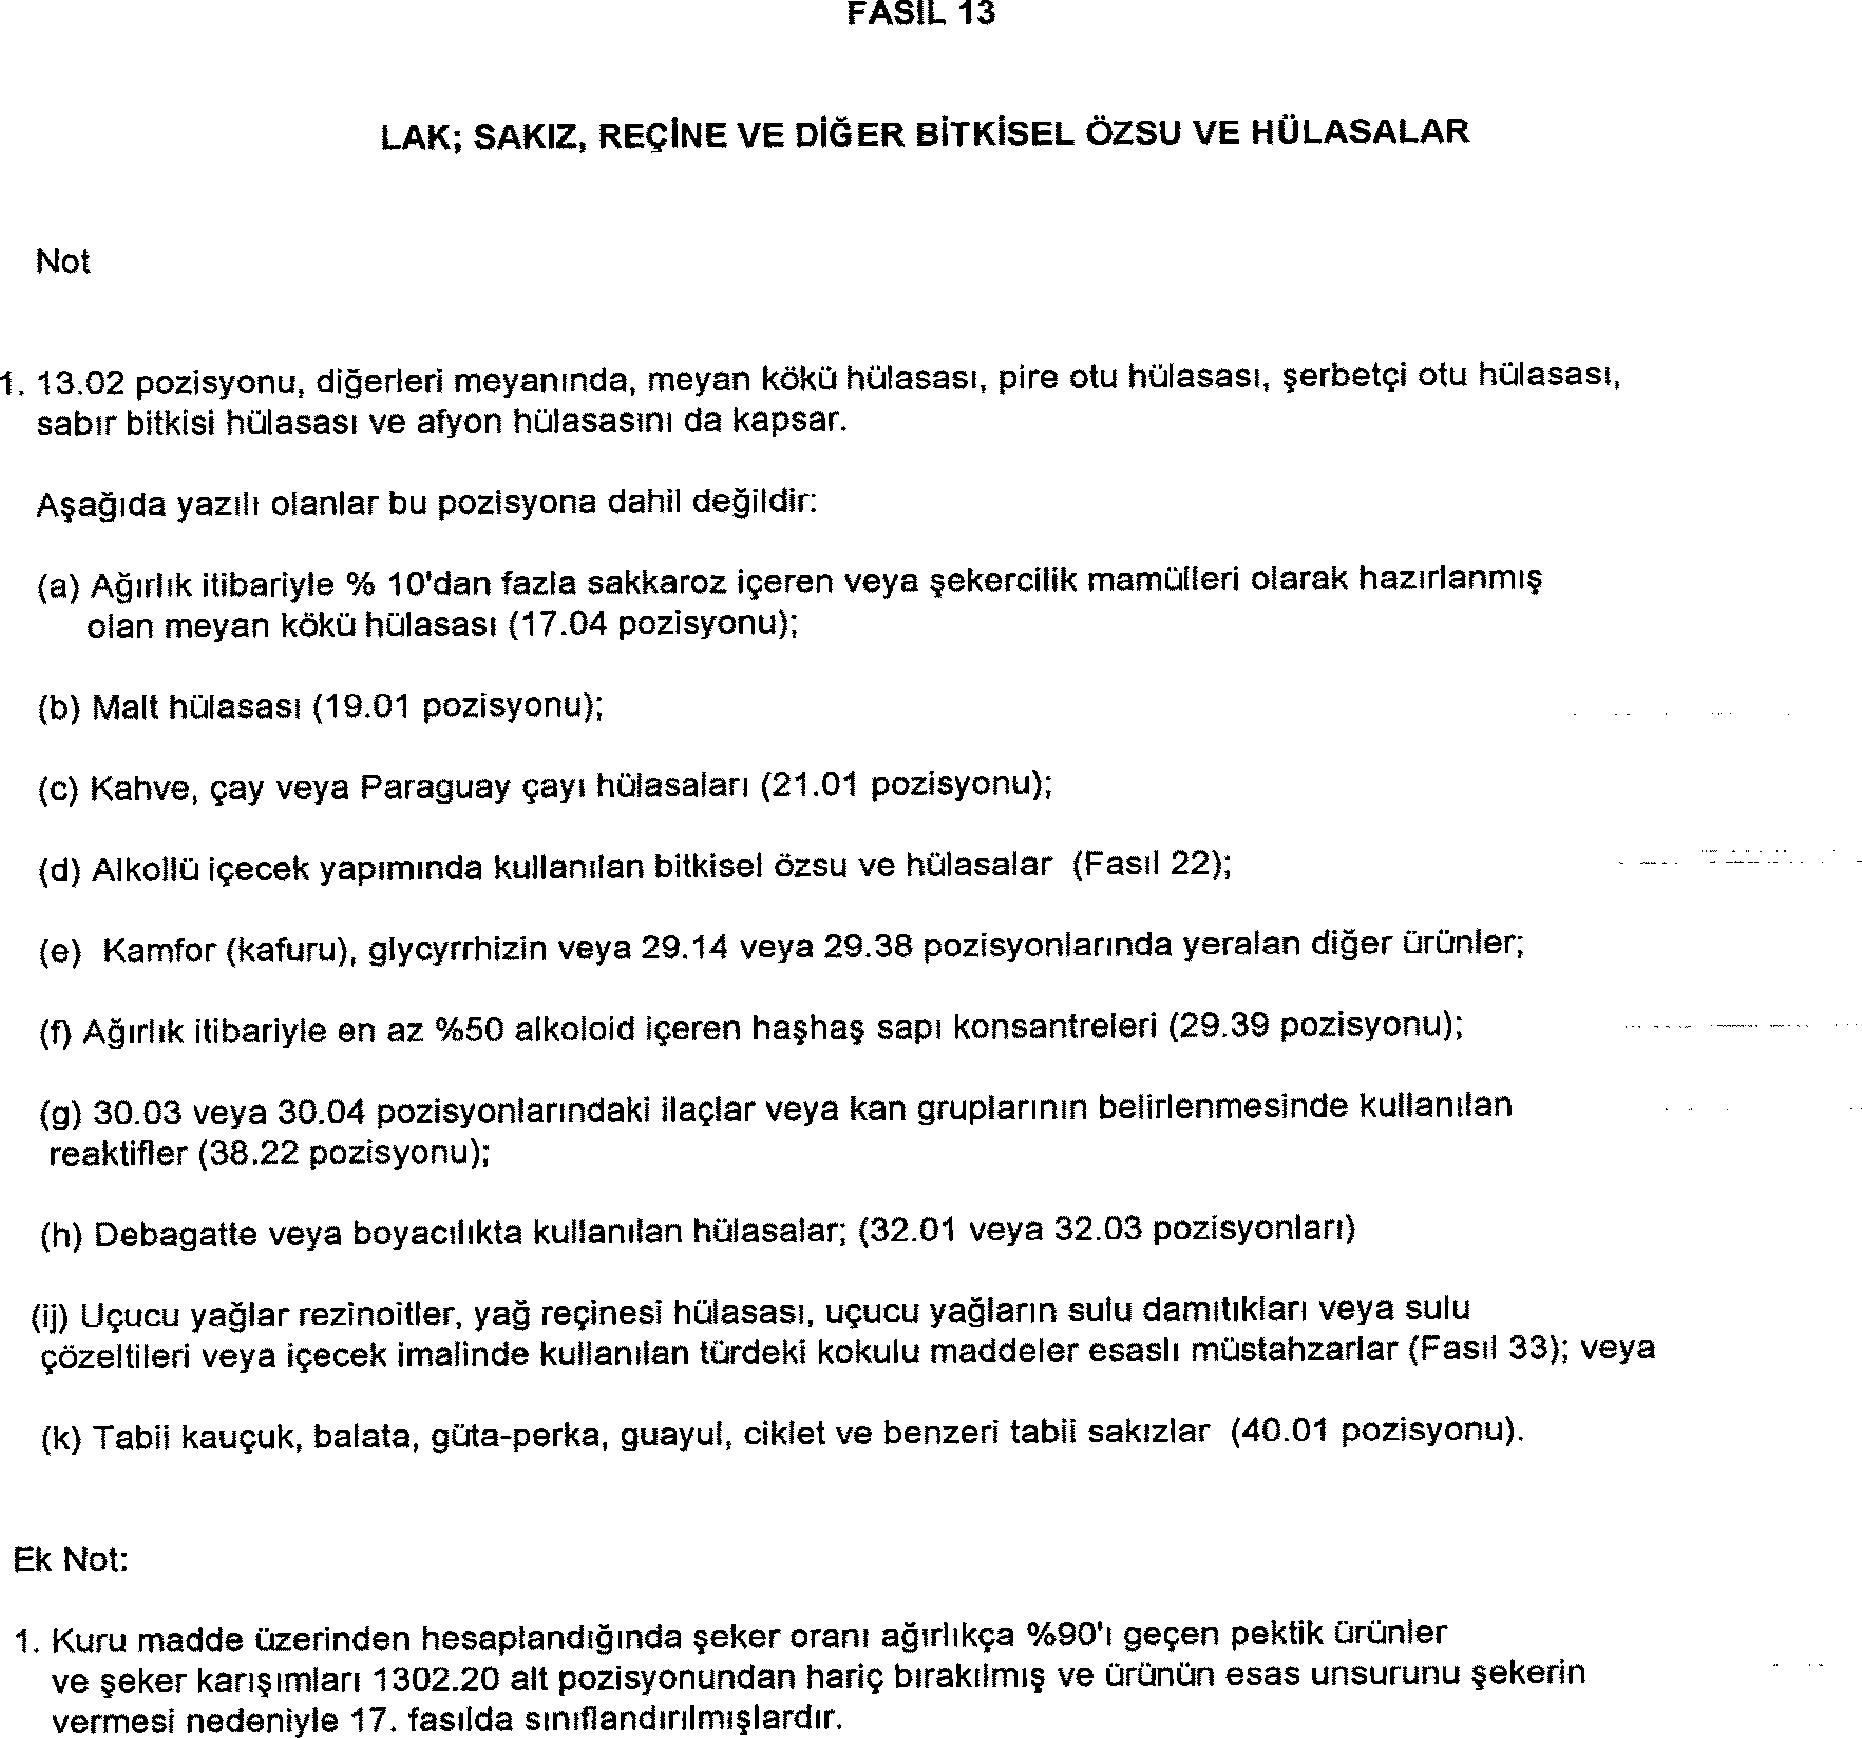 FASIL 13
LAK; SAKIZ, REÇİNE VE DİĞER BİTKİSEL ÖZSU VE HÜLASALAR
Not
1. 13.02 pozisyonu, diğerleri meyanında, meyan kökü hülasası, pire otu hülasası, şerbetçi otu hülasası,
sabır bitkisi hülasası ve afyon hülasasını da kapsar.
Aşağıda yazılı olanlar bu pozisyona dahil değildir:
(a) Ağırlık itibariyle % 10'dan fazla sakkaroz içeren veya şekercilik mamülleri olarak hazırlanmış
olan meyan kökü hülasası (17.04 pozisyonu);
(b) Malt hülasası (19.01 pozisyonu);
(c) Kahve, çay veya Paraguay çayı hülasaları (21.01 pozisyonu);
(d) Alkollü içecek yapımında kullanılan bitkisel özsu ve hülasalar (Fasıl 22);
(e) Kamfor (kafuru), glycyrrhizin veya 29.14 veya 29.38 pozisyonlarında yeralan diğer ürünler;
(f) Ağırlık itibariyle en az %50 alkoloid içeren haşhaş sapı konsantreleri (29.39 pozisyonu);
(g) 30.03 veya 30.04 pozisyonlarındaki ilaçlar veya kan gruplarının belirlenmesinde kullanılan
reaktifler (38.22 pozisyonu);
(h) Debagatte veya boyacılıkta kullanılan hülasalar; (32.01 veya 32.03 pozisyonları)
(ij) Uçucu yağlar rezinoitler, yağ reçinesi hülasası, uçucu yağların sulu damıtıkları veya sulu
çözeltileri veya içecek imalinde kullanılan türdeki kokulu maddeler esaslı müstahzarlar (Fasıl 33); veya
(k) Tabii kauçuk, balata, güta-perka, guayul, ciklet ve benzeri tabii sakızlar (40.01 pozisyonu).
Ek Not:
1. Kuru madde üzerinden hesaplandığında şeker oranı ağırlıkça %90'ı geçen pektik ürünler
ve şeker karışımları 1302.20 alt pozisyonundan hariç bırakılmış ve ürünün esas unsurunu şekerin
vermesi nedeniyle 17. fasılda sınıflandırılmışlardır.